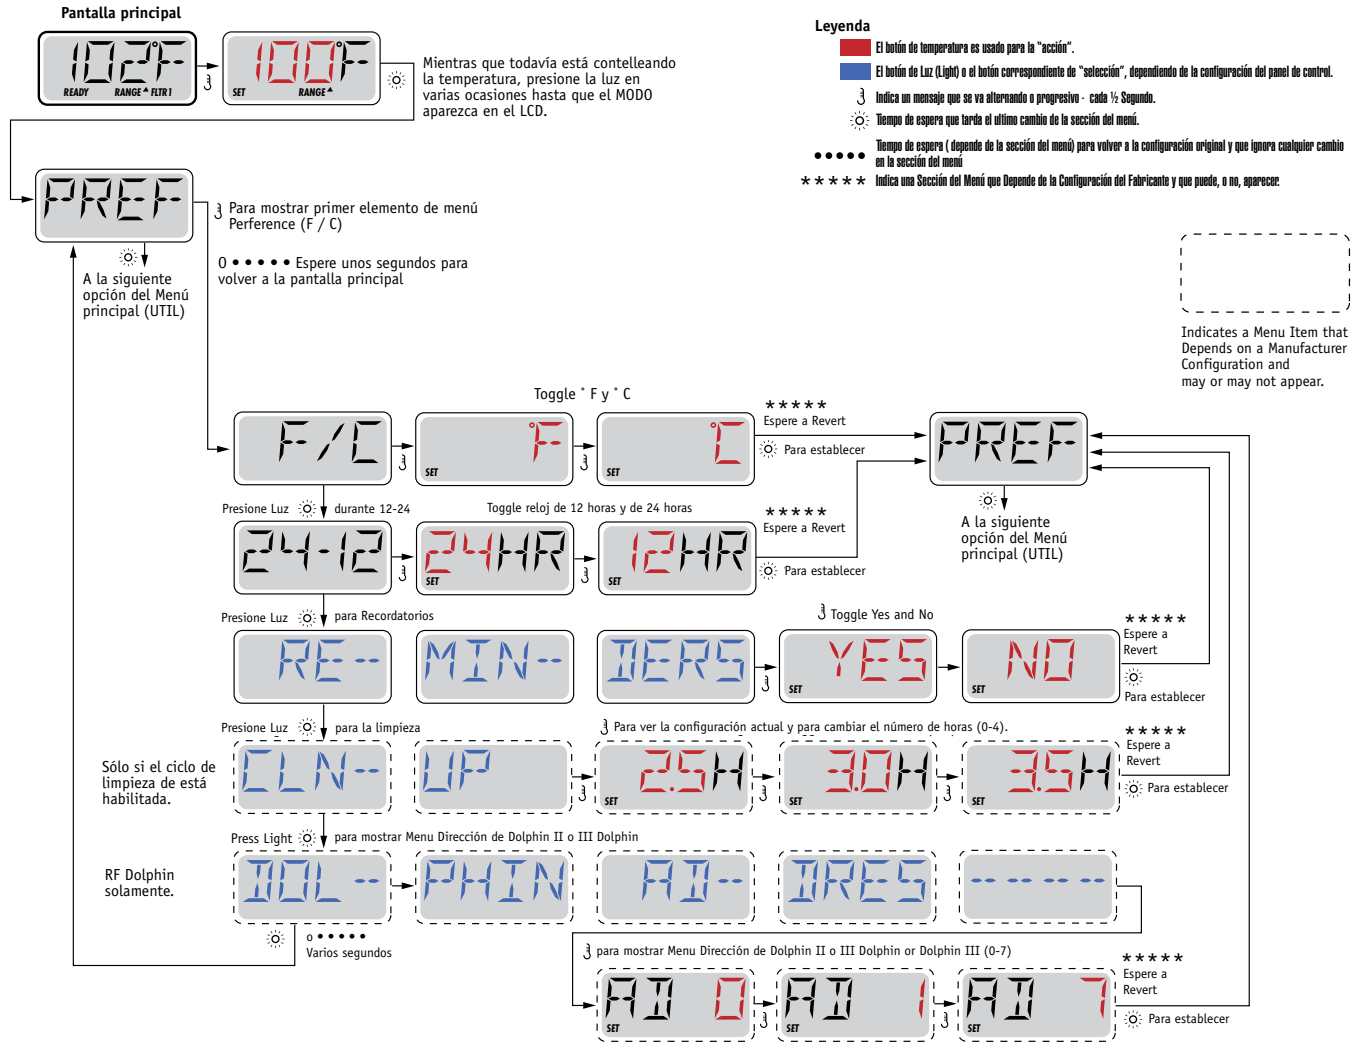 Pantalla principal
102°F
READY RANGE FLTR1
100°F
SET RANGE
Mientras que todavía está contelleando
la temperatura, presione la luz en
varias ocasiones hasta que el MODO
aparezca en el LCD.
Leyenda
El botón de temperatura es usado para la "acción".
El botón de Luz (Light) o el botón correspondiente de "selección", dependiendo de la configuración del panel de control.
Indica un mensaje que se va alternando o progresivo - cada ½ Segundo.
Tiempo de espera que tarda el ultimo cambio de la sección del menú.
• • • • • Tiempo de espera ( depende de la sección del menú) para volver a la configuración original y que ignora cualquier cambio
en la sección del menú
* * * * * Indica una Sección del Menú que Depende de la Configuración del Fabricante y que puede, o no, aparecer.
PREF
Para mostrar primer elemento de menú
Perference (F / C)
O • • • • • Espere unos segundos para
volver a la pantalla principal
A la siguiente
opción del Menú
principal (UTIL)
Indicates a Menu Item that
Depends on a Manufacturer
Configuration and
may or may not appear.
Toggle ° F y ° C
F/C
°F
SET
°C
SET
* * * * *
Espere a Revert
Para establecer
PREF
A la siguiente
opción del Menú
principal (UTIL)
Presione Luz durante 12-24
Toggle reloj de 12 horas y de 24 horas
24-12
24HR
SET
12HR
SET
* * * * *
Espere a Revert
Para establecer
Presione Luz para Recordatorios
Toggle Yes and No
RE--
MIN--
DERS
YES
SET
NO
SET
* * * * *
Espere a
Revert
Para establecer
Presione Luz para la limpieza
Para ver la configuración actual y para cambiar el número de horas (0-4).
Sólo si el ciclo de
limpieza de está
habilitada.
CLN--
UP
2.5H
SET
3.0H
SET
3.5H
SET
* * * * *
Espere a
Revert
Para establecer
Press Light para mostrar Menu Dirección de Dolphin II o III Dolphin
RF Dolphin
solamente.
DOL--
PHIN
AD--
DRES
-----
o • • • • •
Varios segundos
para mostrar Menu Dirección de Dolphin II o III Dolphin or Dolphin III (0-7)
AD 0
SET
AD 1
SET
AD 7
SET
* * * * *
Espere a
Revert
Para establecer